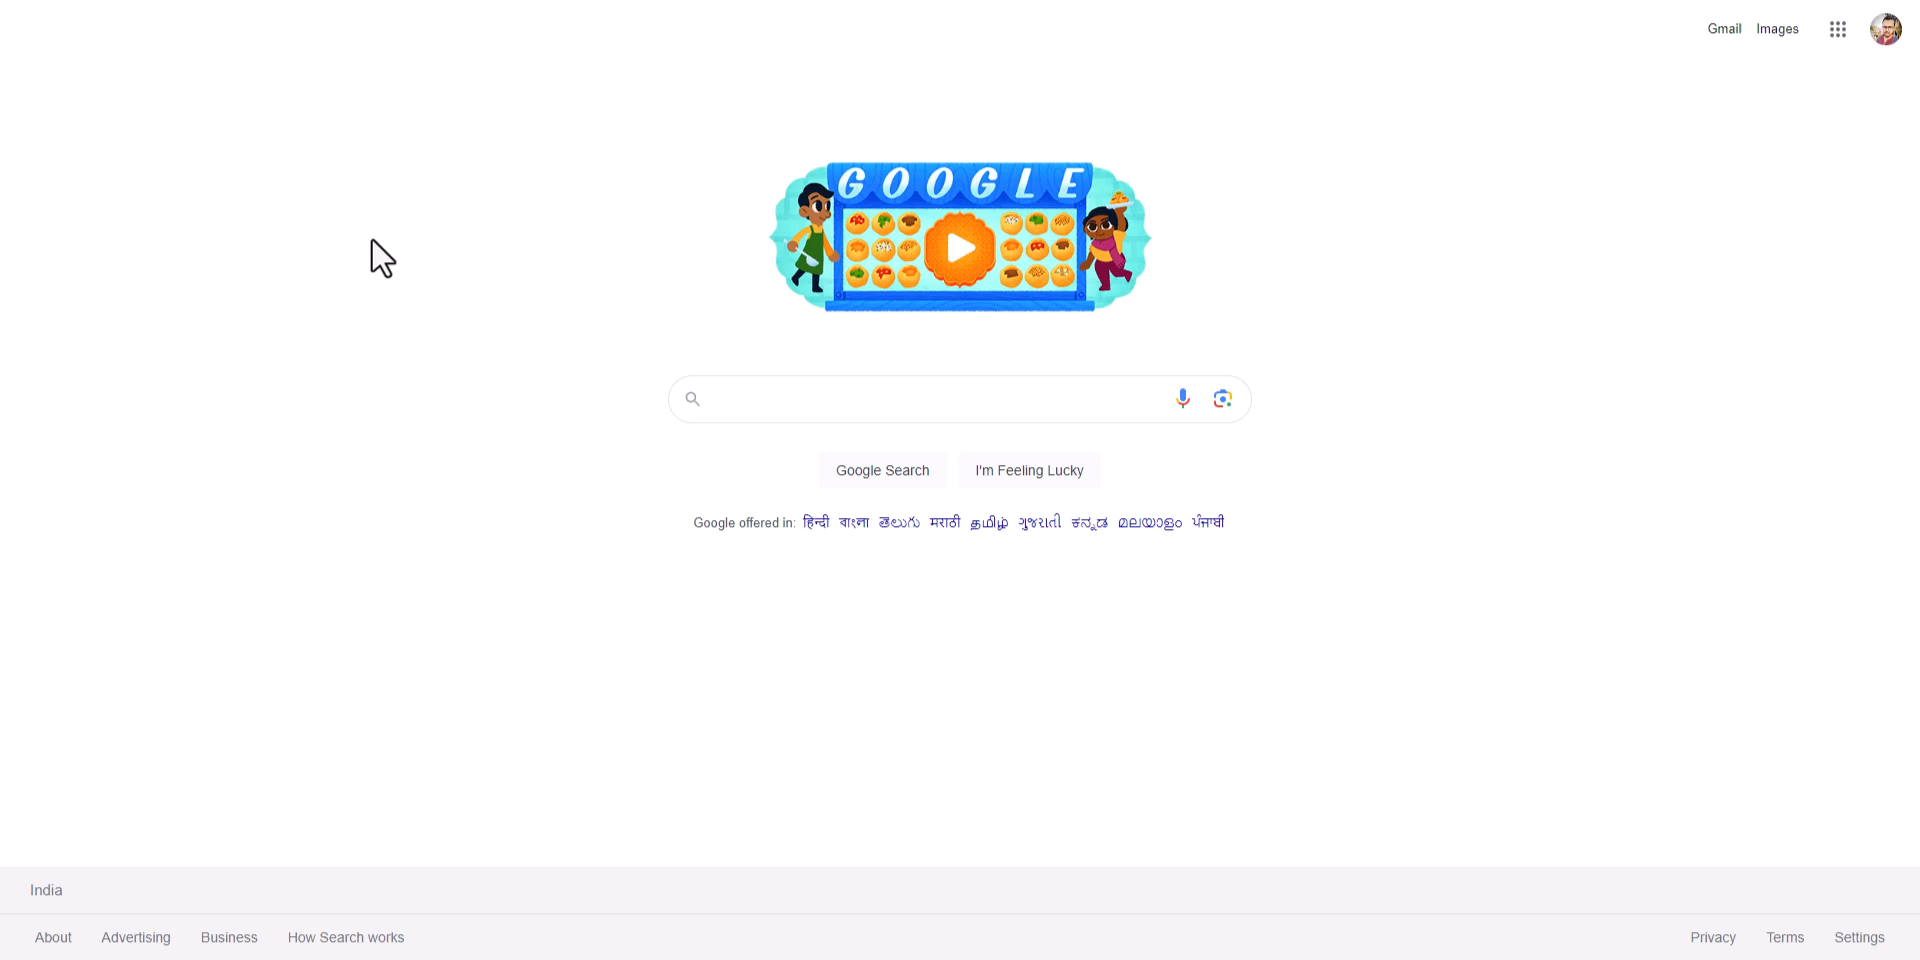 Gmail Images
GOOGLE
Google Search I'm Feeling Lucky
Google offered in: हिन्दी বাংলা తెలుగు मराठी தமிழ் ગુજરાતી ಕನ್ನಡ മലയാളം ਪੰਜਾਬੀ
India
About Advertising Business How Search works Privacy Terms Settings